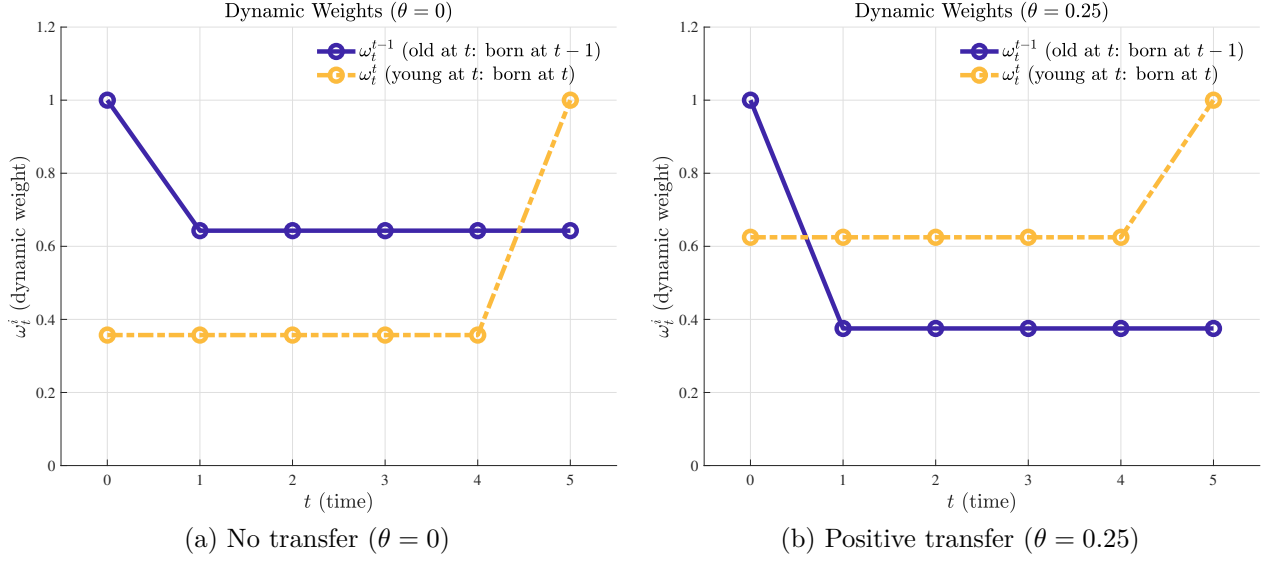 Dynamic Weights (θ = 0)
ω_t^{t−1} (old at t: born at t − 1)
ω_t^t (young at t: born at t)
1.2
1
0.8
0.6
0.4
0.2
0
ω_t^i (dynamic weight)
0 1 2 3 4 5
t (time)
(a) No transfer (θ = 0)
Dynamic Weights (θ = 0.25)
ω_t^{t−1} (old at t: born at t − 1)
ω_t^t (young at t: born at t)
1.2
1
0.8
0.6
0.4
0.2
0
ω_t^i (dynamic weight)
0 1 2 3 4 5
t (time)
(b) Positive transfer (θ = 0.25)